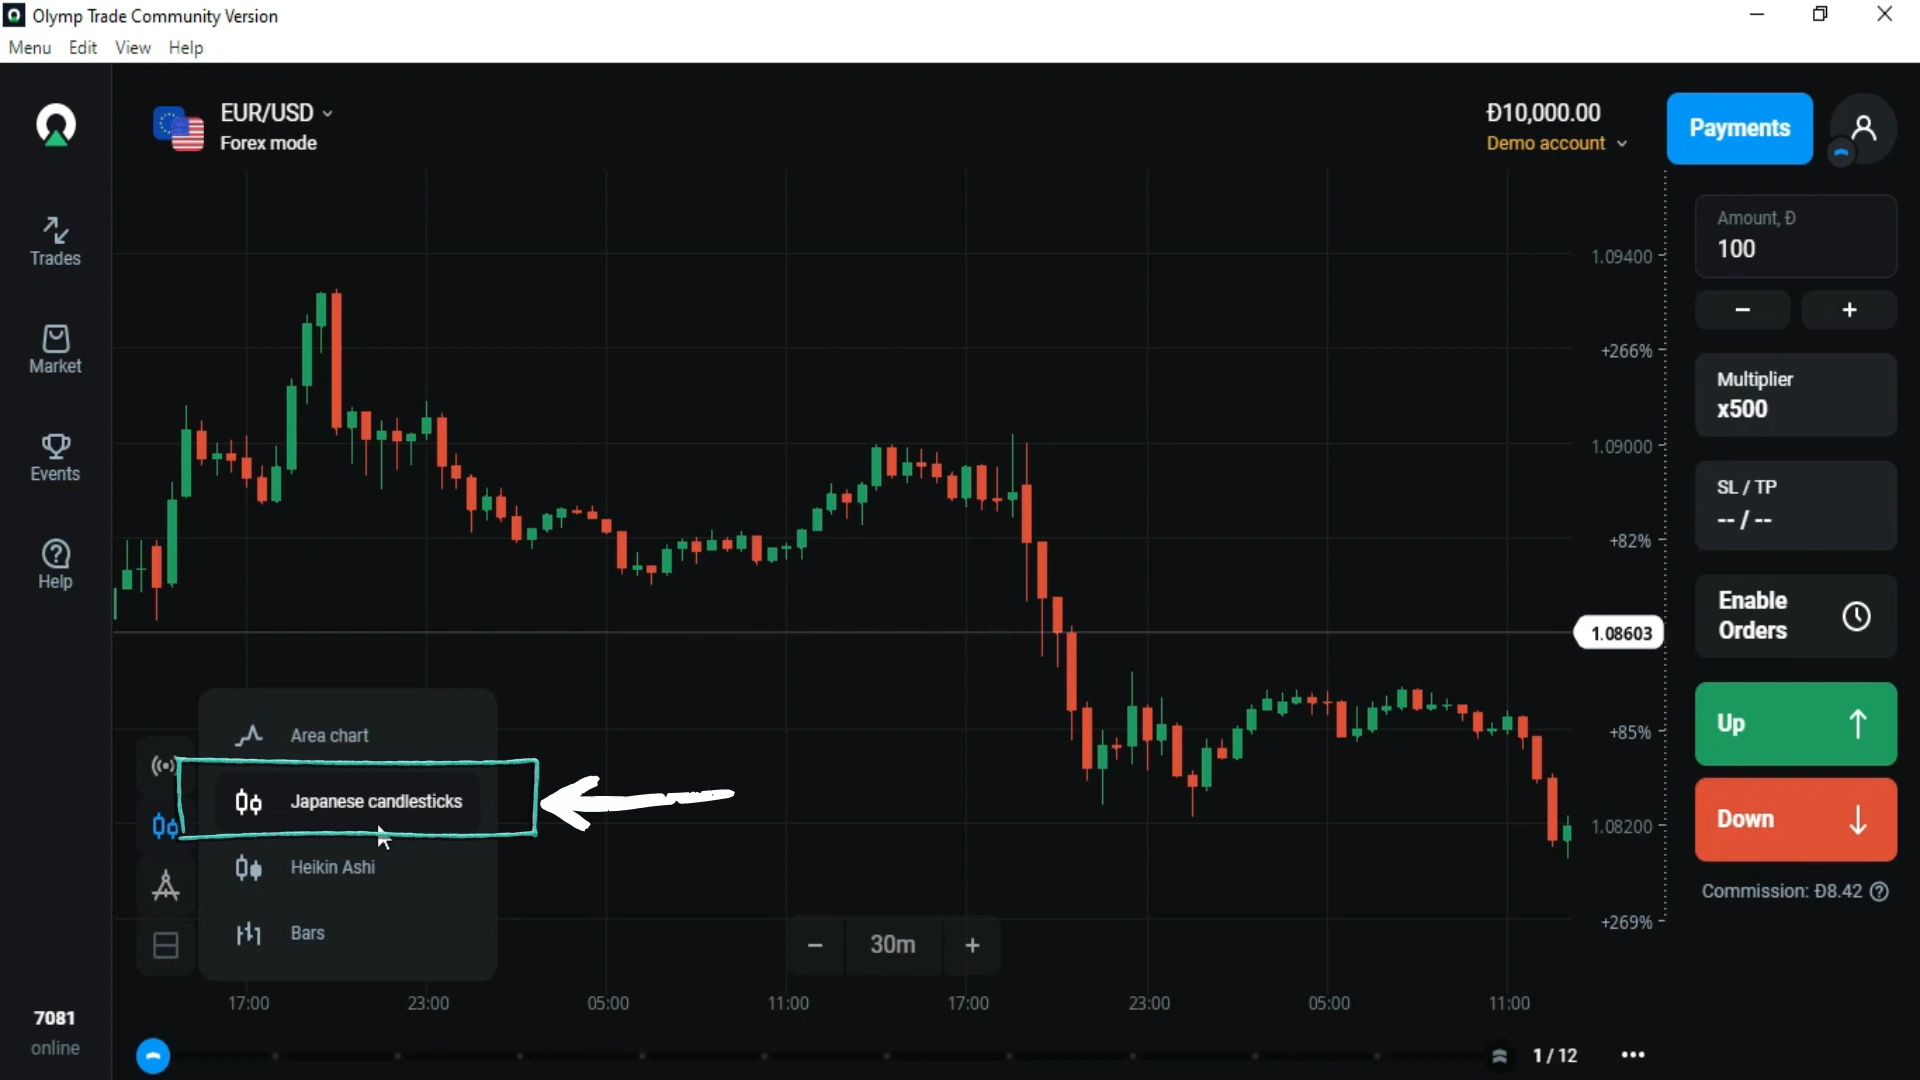 Olymp Trade Community Version
Menu Edit View Help
EUR/USD
Forex mode
Đ10,000.00
Demo account
Payments
Trades
Market
Events
Help
1.09400
+266%
1.09000
+82%
1.08603
+85%
1.08200
+269%
Amount, Đ
100
− +
Multiplier
x500
SL / TP
-- / --
Enable
Orders
Up
Down
Commission: Đ8.42
Area chart
Japanese candlesticks
Heikin Ashi
Bars
− 30m +
17:00 23:00 05:00 11:00 17:00 23:00 05:00 11:00
7081
online
1 / 12